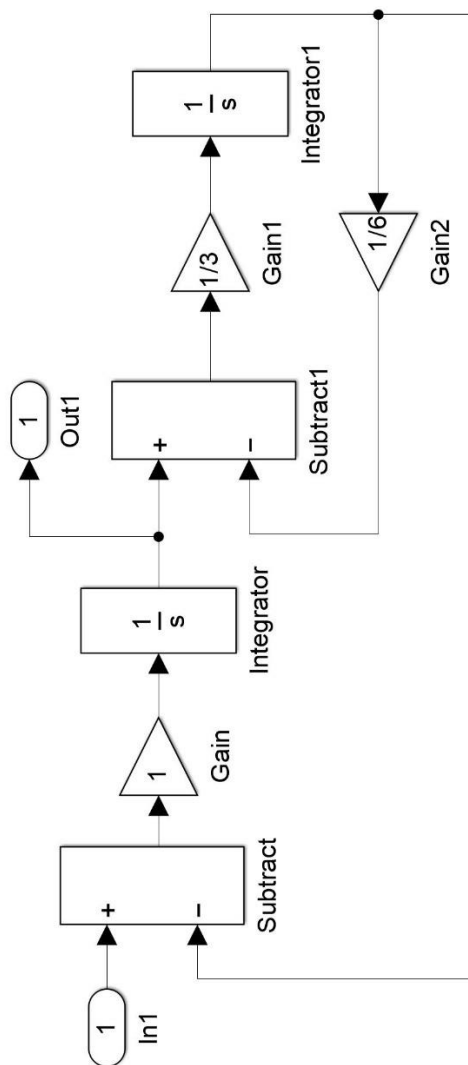 1
In1
+
−
Subtract
1
Gain
1
s
Integrator
1
Out1
+
−
Subtract1
1/3
Gain1
1
s
Integrator1
1/6
Gain2